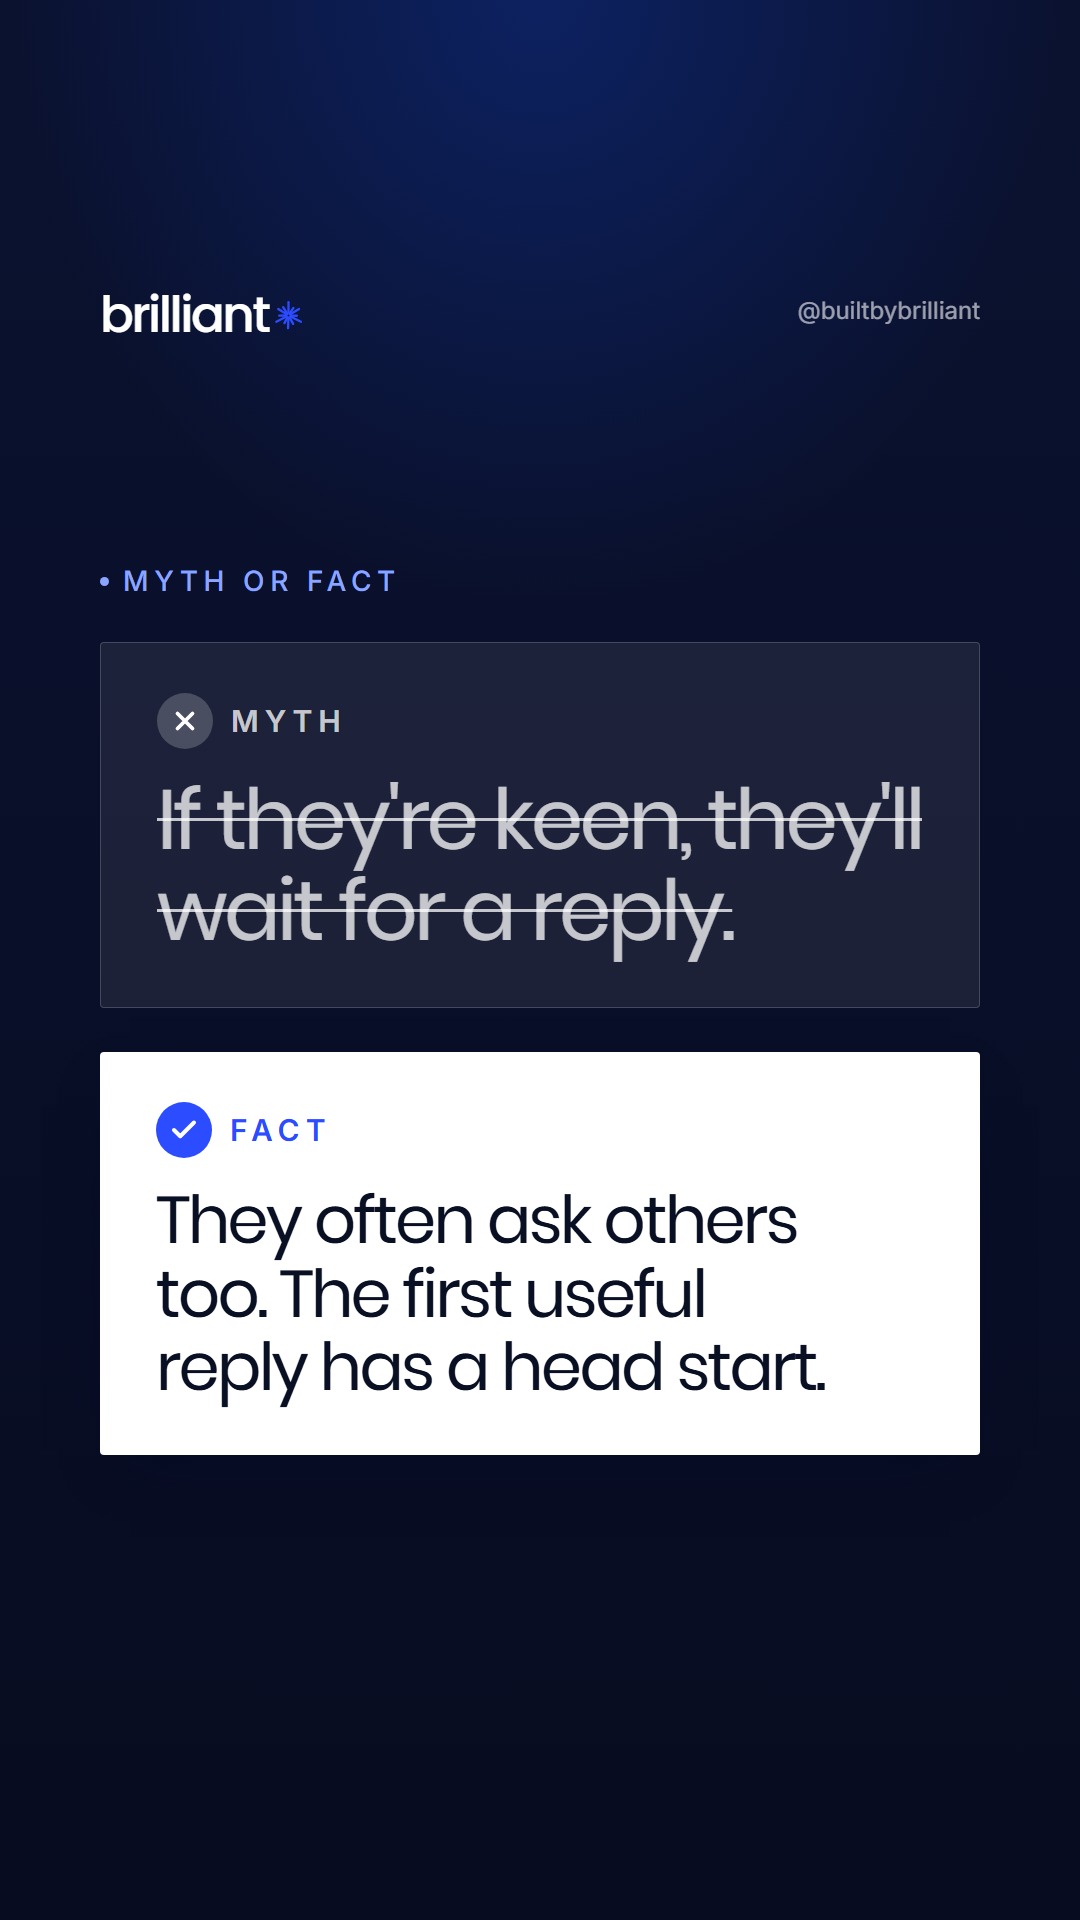 brilliant
@builtbybrilliant
MYTH OR FACT
MYTH
If they're keen, they'll
wait for a reply.
FACT
They often ask others
too. The first useful
reply has a head start.